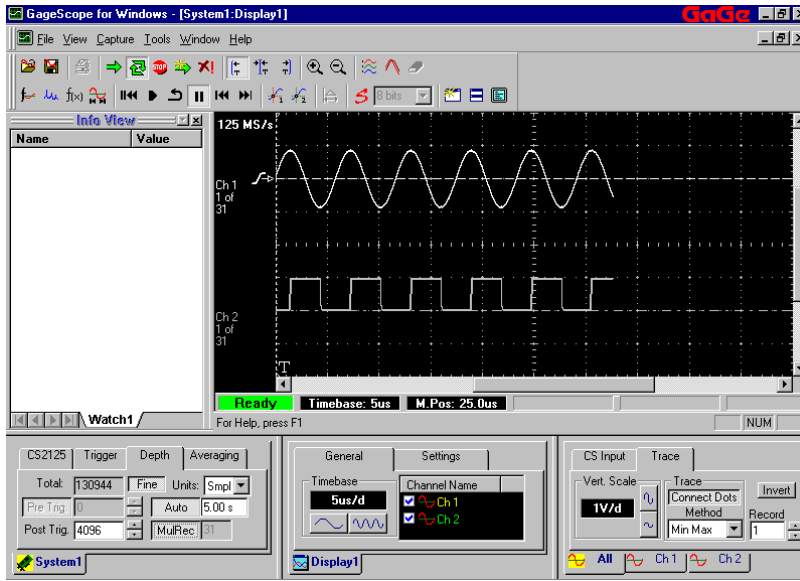 GageScope for Windows - [System1:Display1]
GaGe
File View Capture Tools Window Help
f(x)
STOP
8 bits
Info View
Name Value
125 MS/s
Ch 1
1 of
31
Ch 2
1 of
31
T
Watch1
Ready Timebase: 5us M.Pos: 25.0us
For Help, press F1
NUM
CS2125 Trigger Depth Averaging
Total: 130944 Fine Units: Smpl
Pre Trig. 0 Auto 5.00 s
Post Trig. 4096 MulRec 31
System1
General Settings
Timebase
5us/d
Channel Name
Ch 1
Ch 2
Display1
CS Input Trace
Vert. Scale
1V/d
Trace
Connect Dots
Method
Min Max
Invert
Record
1
All Ch 1 Ch 2